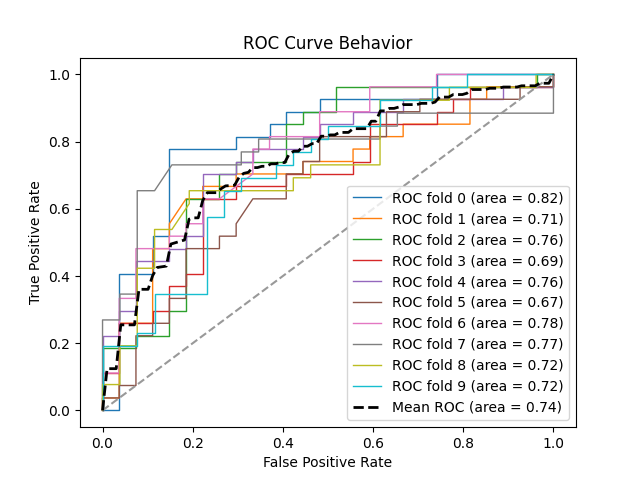 ROC Curve Behavior
True Positive Rate
1.0
0.8
0.6
0.4
0.2
0.0
ROC fold 0 (area = 0.82)
ROC fold 1 (area = 0.71)
ROC fold 2 (area = 0.76)
ROC fold 3 (area = 0.69)
ROC fold 4 (area = 0.76)
ROC fold 5 (area = 0.67)
ROC fold 6 (area = 0.78)
ROC fold 7 (area = 0.77)
ROC fold 8 (area = 0.72)
ROC fold 9 (area = 0.72)
Mean ROC (area = 0.74)
0.0 0.2 0.4 0.6 0.8 1.0
False Positive Rate